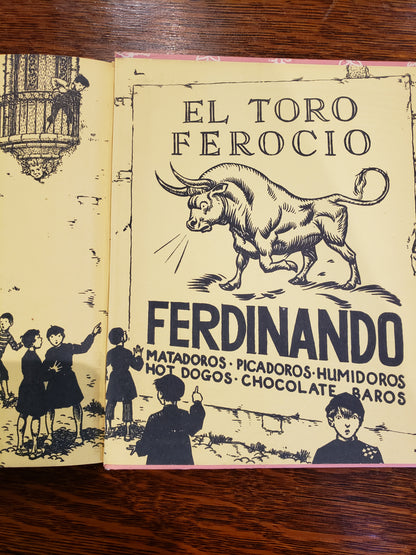 EL TORO
FEROCIO
FERDINANDO
MATADOROS · PICADOROS · HUMIDOROS
HOT DOGOS · CHOCOLATE BAROS